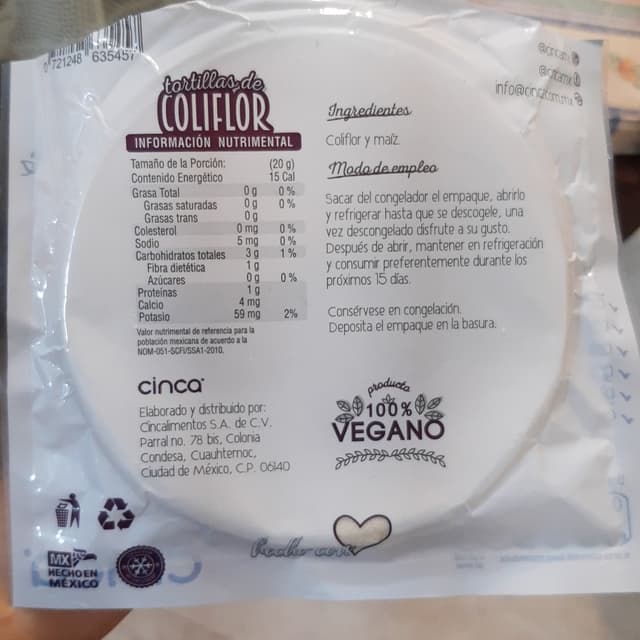 721248 635457
tortillas de
COLIFLOR
INFORMACIÓN NUTRIMENTAL
Tamaño de la Porción: (20 g)
Contenido Energético 15 Cal
Grasa Total 0 g 0 %
Grasas saturadas 0 g 0 %
Grasas trans 0 g
Colesterol 0 mg 0 %
Sodio 5 mg 0 %
Carbohidratos totales 3 g 1 %
Fibra dietética 1 g
Azúcares 0 g 0 %
Proteínas 1 g
Calcio 4 mg
Potasio 59 mg 2%
Valor nutrimental de referencia para la
población mexicana de acuerdo a la
NOM-051-SCFI/SSA1-2010.
cinca
Elaborado y distribuido por:
Cincalimentos S.A. de C.V.
Parral no. 78 bis, Colonia
Condesa, Cuauhtemoc,
Ciudad de México, C.P. 06140
MX
HECHO EN
MÉXICO
Ingredientes
Coliflor y maíz.
Modo de empleo
Sacar del congelador el empaque, abrirlo
y refrigerar hasta que se descogele, una
vez descongelado disfrute a su gusto.
Después de abrir, mantener en refrigeración
y consumir preferentemente durante los
próximos 15 días.
Consérvese en congelación.
Deposita el empaque en la basura.
producto
100%
VEGANO
Hecho con